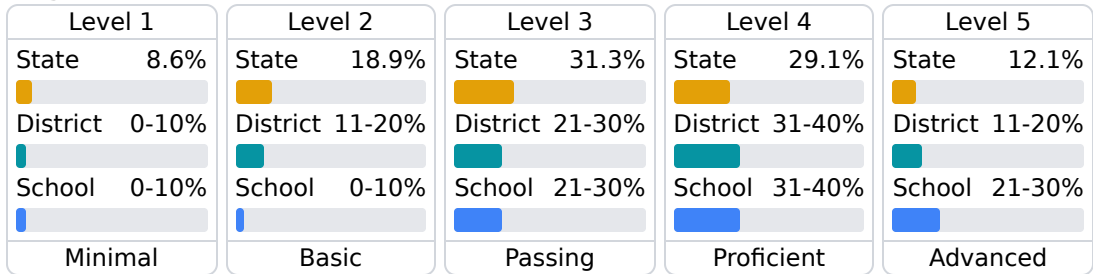 Level 1
State 8.6%
District 0-10%
School 0-10%
Minimal
Level 2
State 18.9%
District 11-20%
School 0-10%
Basic
Level 3
State 31.3%
District 21-30%
School 21-30%
Passing
Level 4
State 29.1%
District 31-40%
School 31-40%
Proficient
Level 5
State 12.1%
District 11-20%
School 21-30%
Advanced